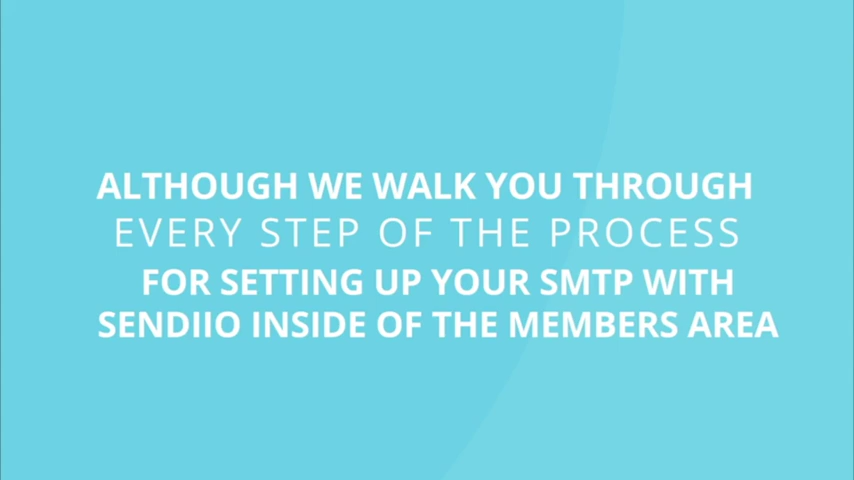 ALTHOUGH WE WALK YOU THROUGH
EVERY STEP OF THE PROCESS
FOR SETTING UP YOUR SMTP WITH
SENDIIO INSIDE OF THE MEMBERS AREA